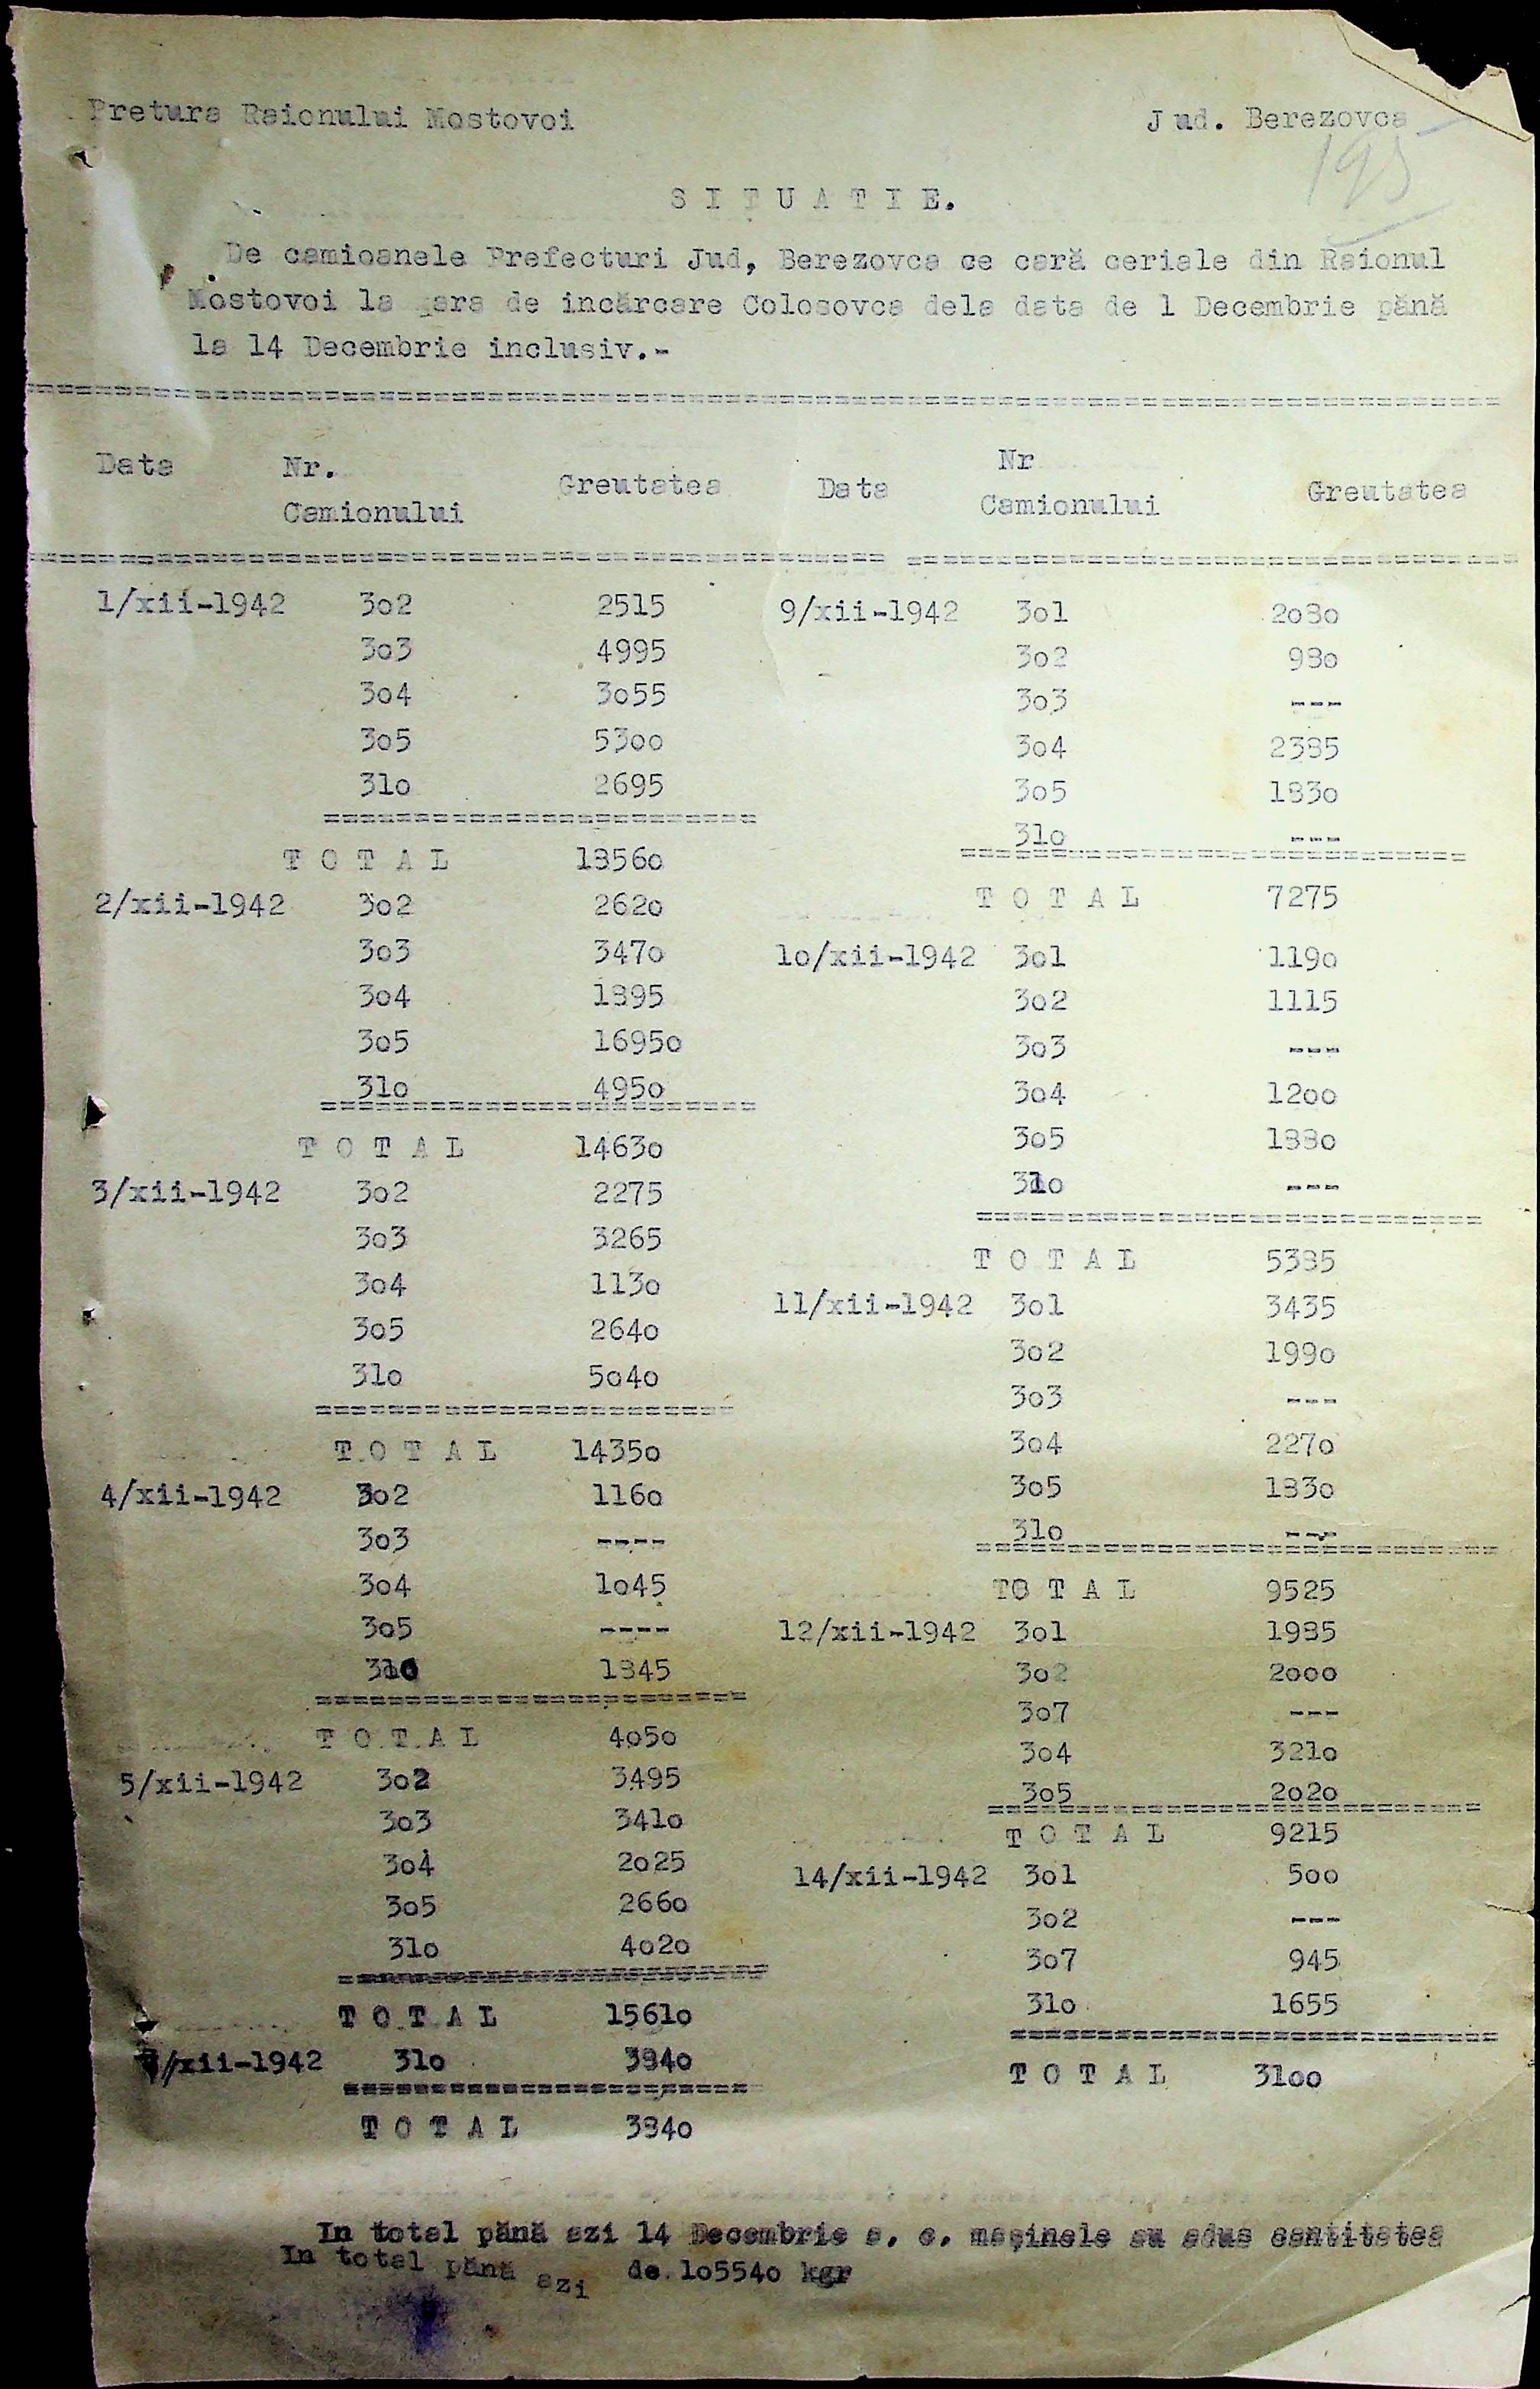 Pretura Raionului Mostovoi
Jud. Berezovca
195
S I T U A T I E.
De camioanele Prefecturi Jud, Berezovca ce cară ceriale din Raionul
Mostovoi la gara de incărcare Colosovca dela data de 1 Decembrie până
la 14 Decembrie inclusiv.-
Data Nr. Camionului Greutatea
1/xii-1942 3o2 2515
3o3 4995
3o4 3o55
3o5 53oo
31o 2695
T O T A L 1856o
2/xii-1942 3o2 262o
3o3 347o
3o4 1895
3o5 1695o
31o 495o
T O T A L 1463o
3/xii-1942 3o2 2275
3o3 3265
3o4 113o
3o5 264o
31o 5o4o
T O T A L 1435o
4/xii-1942 3o2 116o
3o3 ----
3o4 1o45
3o5 ----
31o 1845
T O T A L 4o5o
5/xii-1942 3o2 3495
3o3 341o
3o4 2o25
3o5 266o
31o 4o2o
T O T A L 1561o
/xii-1942 31o 384o
T O T A L 384o
Data Nr Camionului Greutatea
9/xii-1942 3o1 2o8o
3o2 98o
3o3 ---
3o4 2385
3o5 183o
31o ---
T O T A L 7275
1o/xii-1942 3o1 119o
3o2 1115
3o3 ---
3o4 12oo
3o5 188o
31o ---
T O T A L 5385
11/xii-1942 3o1 3435
3o2 199o
3o3 ---
3o4 227o
3o5 183o
31o ---
TO T A L 9525
12/xii-1942 3o1 1985
3o2 2ooo
3o7 ---
3o4 321o
3o5 2o2o
T O T A L 9215
14/xii-1942 3o1 5oo
3o2 ---
3o7 945
31o 1655
T O T A L 31oo
In total până azi 14 Decembrie a. c. mașinele au adus cantitatea
In total până azi de 1o554o kgr